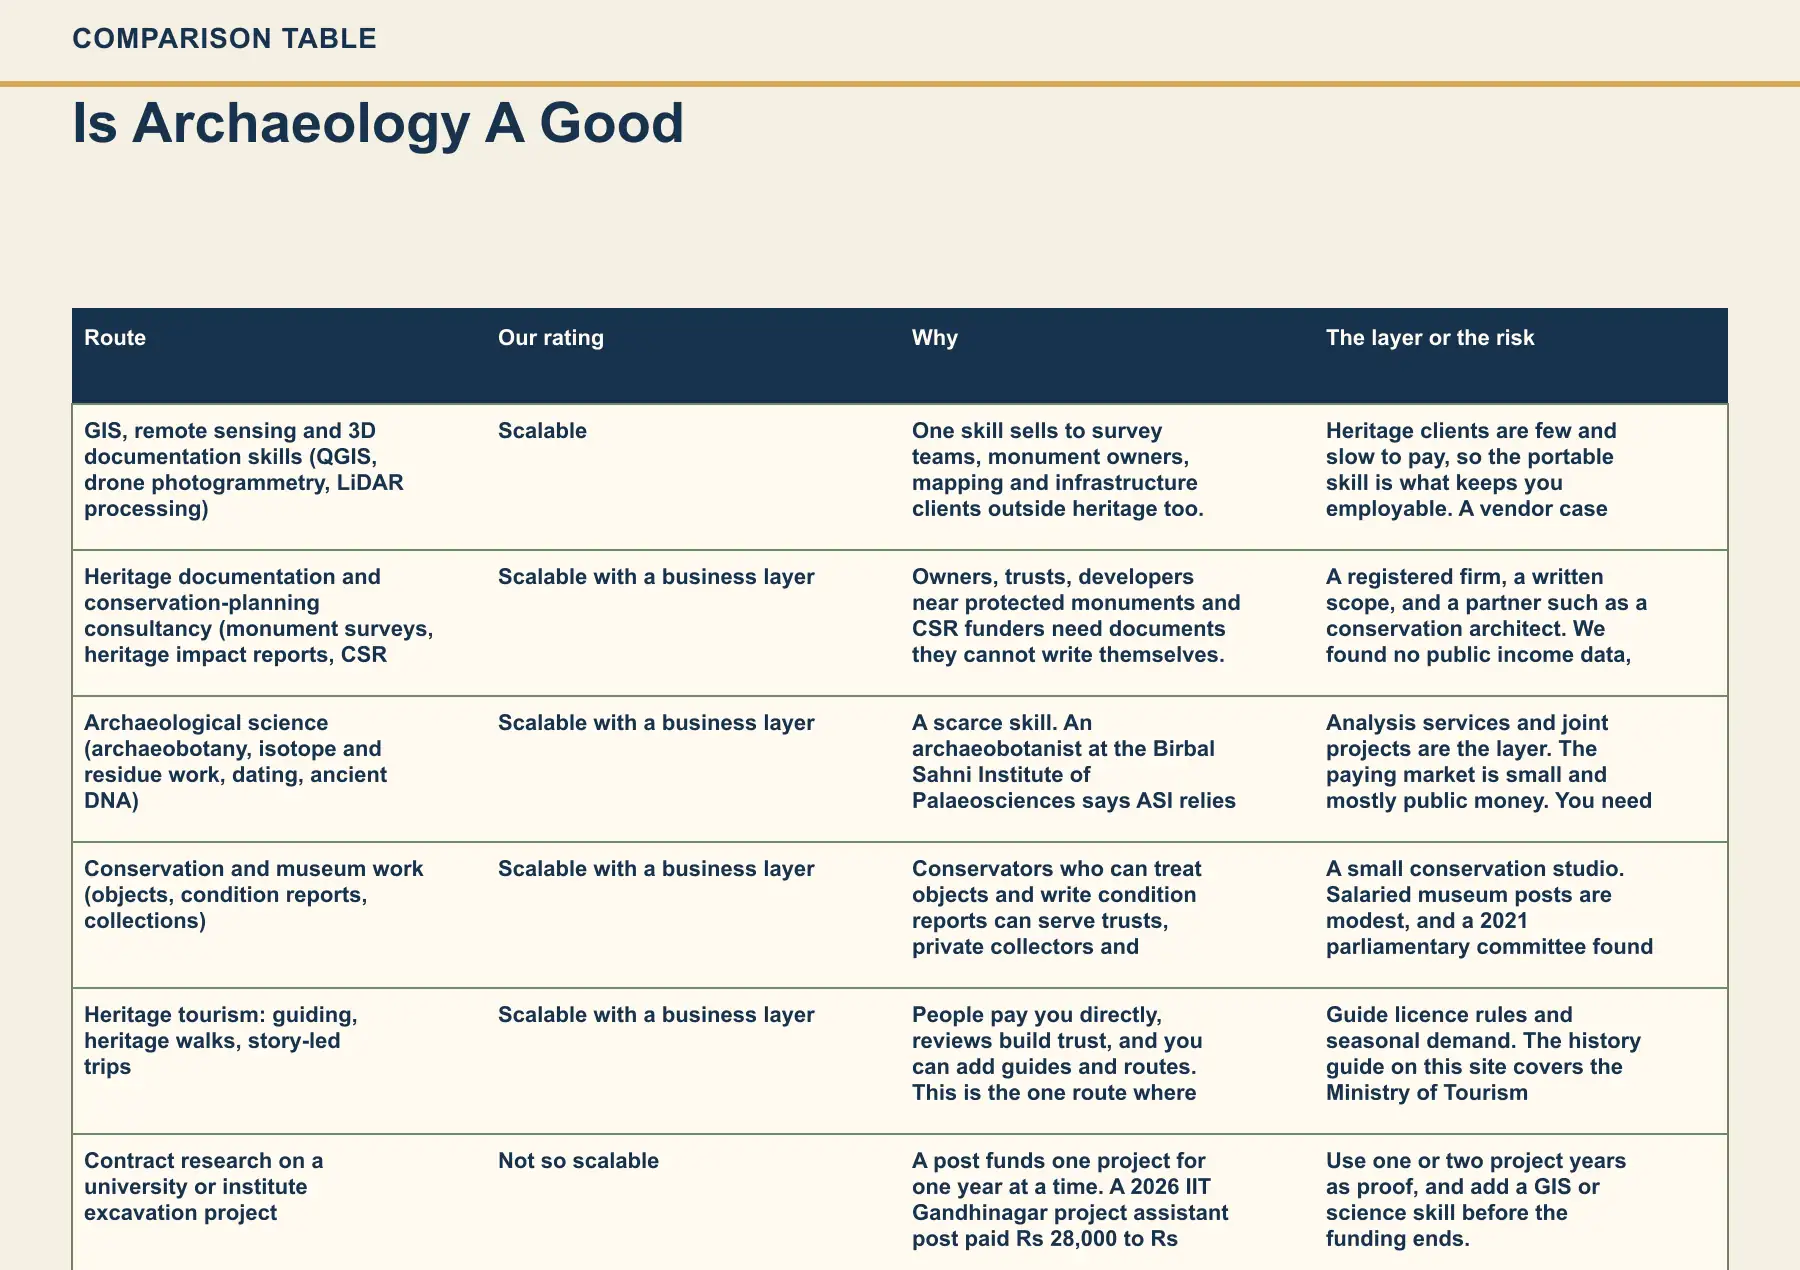 COMPARISON TABLE
Is Archaeology A Good
Route
Our rating
Why
The layer or the risk
GIS, remote sensing and 3D
documentation skills (QGIS,
drone photogrammetry, LiDAR
processing)
Scalable
One skill sells to survey
teams, monument owners,
mapping and infrastructure
clients outside heritage too.
Heritage clients are few and
slow to pay, so the portable
skill is what keeps you
employable. A vendor case
Heritage documentation and
conservation-planning
consultancy (monument surveys,
heritage impact reports, CSR
Scalable with a business layer
Owners, trusts, developers
near protected monuments and
CSR funders need documents
they cannot write themselves.
A registered firm, a written
scope, and a partner such as a
conservation architect. We
found no public income data,
Archaeological science
(archaeobotany, isotope and
residue work, dating, ancient
DNA)
Scalable with a business layer
A scarce skill. An
archaeobotanist at the Birbal
Sahni Institute of
Palaeosciences says ASI relies
Analysis services and joint
projects are the layer. The
paying market is small and
mostly public money. You need
Conservation and museum work
(objects, condition reports,
collections)
Scalable with a business layer
Conservators who can treat
objects and write condition
reports can serve trusts,
private collectors and
A small conservation studio.
Salaried museum posts are
modest, and a 2021
parliamentary committee found
Heritage tourism: guiding,
heritage walks, story-led
trips
Scalable with a business layer
People pay you directly,
reviews build trust, and you
can add guides and routes.
This is the one route where
Guide licence rules and
seasonal demand. The history
guide on this site covers the
Ministry of Tourism
Contract research on a
university or institute
excavation project
Not so scalable
A post funds one project for
one year at a time. A 2026 IIT
Gandhinagar project assistant
post paid Rs 28,000 to Rs
Use one or two project years
as proof, and add a GIS or
science skill before the
funding ends.